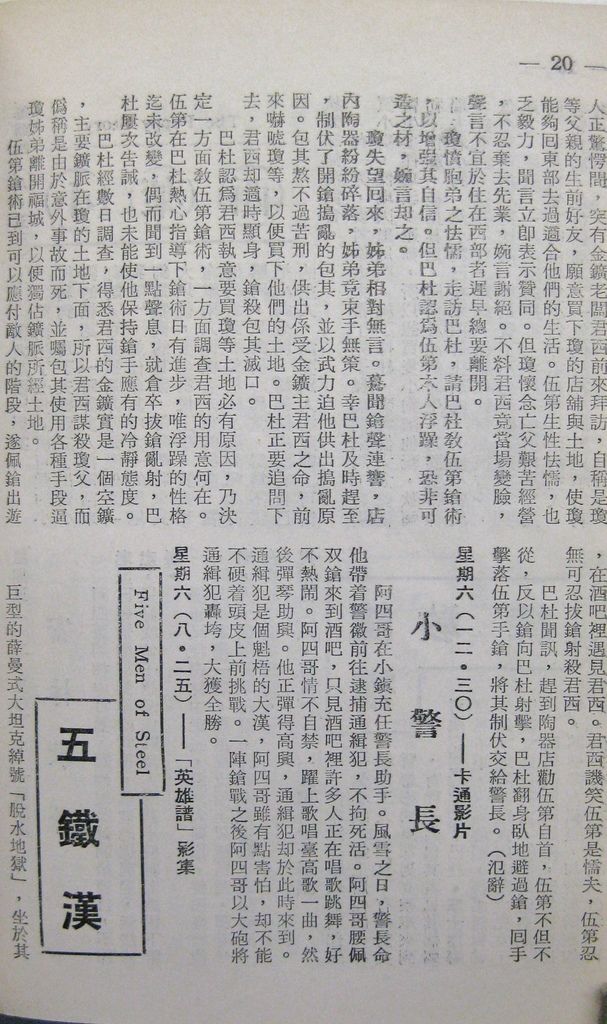 — 20 —
人正驚愕間，突有金鑛老闆君西前來拜訪，自稱是瓊
等父親的生前好友，願意買下瓊的店舖與土地，使瓊
能夠回東部去過適合他們的生活。伍第生性怯懦，也
乏毅力，聞言立即表示贊同。但瓊懷念亡父艱苦經營
，不忍棄去先業，婉言謝絕。不料君西竟當場變臉，
聲言不宜於住在西部者遲早總要離開。
瓊憤胞弟之怯懦，走訪巴杜，請巴杜教伍第鎗術
，以增强其自信。但巴杜認爲伍第本人浮躁，恐非可
造之材，婉言却之。
瓊失望回來，姊弟相對無言。驀聞鎗聲連響，店
內陶器紛紛碎落，姊弟竟束手無策。幸巴杜及時趕至
，制伏了開鎗搗亂的包其，並以武力迫他供出搗亂原
因。包其熬不過苦刑，供出係受金鑛主君西之命，前
來嚇唬瓊等，以便買下他們的土地。巴杜正要追問下
去，君西却適時顯身，鎗殺包其滅口。
巴杜認爲君西執意要買瓊等土地必有原因，乃決
定一方面教伍第鎗術，一方面調查君西的用意何在。
伍第在巴杜熱心指導下鎗術日有進步，唯浮躁的性格
迄未改變，偶而聞到一點聲息，就倉卒拔鎗亂射，巴
杜屢次告誡，也未能使他保持鎗手應有的冷靜態度。
巴杜經數日調查，得悉君西的金鑛實是一個空鑛
，主要鑛脈在瓊的土地下面，所以君西謀殺瓊父，而
僞稱是由於意外事故而死，並囑包其使用各種手段逼
瓊姊弟離開福城，以便獨佔鑛脈所經土地。
伍第鎗術已到可以應付敵人的階段，遂佩鎗出遊
，在酒吧裡遇見君西。君西譏笑伍第是懦夫，伍第忍
無可忍拔鎗射殺君西。
巴杜聞訊，趕到陶器店勸伍第自首，伍第不但不
從，反以鎗向巴杜射擊，巴杜翻身臥地避過鎗，回手
擊落伍第手鎗，將其制伏交給警長。（氾辭）
星期六（一二・三〇）——卡通影片
小警長
阿四哥在小鎭充任警長助手。風雪之日，警長命
他帶着警徽前往逮捕通緝犯，不拘死活。阿四哥腰佩
双鎗來到酒吧，只見酒吧裡許多人正在唱歌跳舞，好
不熱鬧。阿四哥情不自禁，躍上歌唱臺高歌一曲，然
後彈琴助興。他正彈得高興，通緝犯却於此時來到。
通緝犯是個魁梧的大漢，阿四哥雖有點害怕，却不能
不硬着頭皮上前挑戰。一陣鎗戰之後阿四哥以大砲將
通緝犯轟垮，大獲全勝。
星期六（八・二五）——「英雄譜」影集
Five Men of Steel
五鐵漢
巨型的薛曼式大坦克綽號「脫水地獄」，坐於其